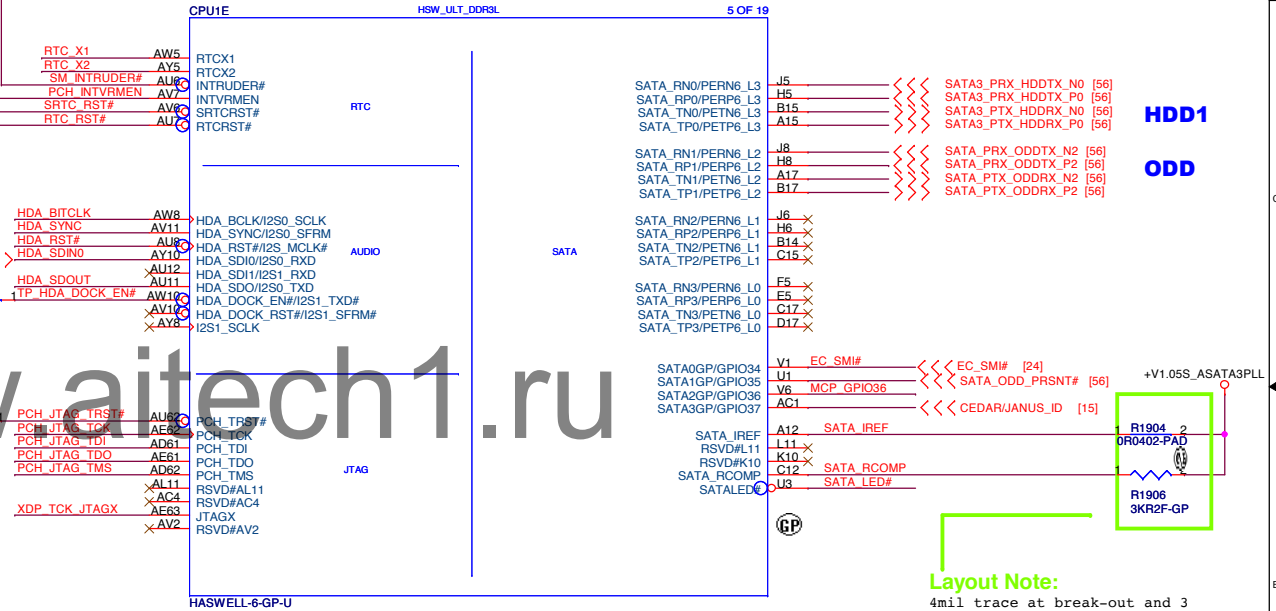 CPU1E
HSW_ULT_DDR3L
5 OF 19
RTC_X1 AW5 RTCX1
RTC_X2 AY5 RTCX2
SM_INTRUDER# AU6 INTRUDER#
PCH_INTVRMEN AV7 INTVRMEN
SRTC_RST# AV6 SRTCRST#
RTC_RST# AU7 RTCRST#
RTC
HDA_BITCLK AW8 HDA_BCLK/I2S0_SCLK
HDA_SYNC AV11 HDA_SYNC/I2S0_SFRM
HDA_RST# AU8 HDA_RST#/I2S_MCLK#
HDA_SDIN0 AY10 HDA_SDI0/I2S0_RXD
AU12 HDA_SDI1/I2S1_RXD
HDA_SDOUT AU11 HDA_SDO/I2S0_TXD
1 TP_HDA_DOCK_EN# AW10 HDA_DOCK_EN#/I2S1_TXD#
AV10 HDA_DOCK_RST#/I2S1_SFRM#
AY8 I2S1_SCLK
AUDIO
PCH_JTAG_TRST# AU62 PCH_TRST#
PCH_JTAG_TCK AE62 PCH_TCK
PCH_JTAG_TDI AD61 PCH_TDI
PCH_JTAG_TDO AE61 PCH_TDO
PCH_JTAG_TMS AD62 PCH_TMS
AL11 RSVD#AL11
AC4 RSVD#AC4
XDP_TCK_JTAGX AE63 JTAGX
AV2 RSVD#AV2
JTAG
SATA
SATA_RN0/PERN6_L3 J5 SATA3_PRX_HDDTX_N0 [56]
SATA_RP0/PERP6_L3 H5 SATA3_PRX_HDDTX_P0 [56]
SATA_TN0/PETN6_L3 B15 SATA3_PTX_HDDRX_N0 [56]
SATA_TP0/PETP6_L3 A15 SATA3_PTX_HDDRX_P0 [56]
HDD1
SATA_RN1/PERN6_L2 J8 SATA_PRX_ODDTX_N2 [56]
SATA_RP1/PERP6_L2 H8 SATA_PRX_ODDTX_P2 [56]
SATA_TN1/PETN6_L2 A17 SATA_PTX_ODDRX_N2 [56]
SATA_TP1/PETP6_L2 B17 SATA_PTX_ODDRX_P2 [56]
ODD
SATA_RN2/PERN6_L1 J6
SATA_RP2/PERP6_L1 H6
SATA_TN2/PETN6_L1 B14
SATA_TP2/PETP6_L1 C15
SATA_RN3/PERN6_L0 F5
SATA_RP3/PERP6_L0 E5
SATA_TN3/PETN6_L0 C17
SATA_TP3/PETP6_L0 D17
SATA0GP/GPIO34 V1 EC_SMI# EC_SMI# [24]
SATA1GP/GPIO35 U1 SATA_ODD_PRSNT# [56]
SATA2GP/GPIO36 V6 MCP_GPIO36
SATA3GP/GPIO37 AC1 CEDAR/JANUS_ID [15]
SATA_IREF A12 SATA_IREF
RSVD#L11 L11
RSVD#K10 K10
SATA_RCOMP C12 SATA_RCOMP
SATALED# U3 SATA_LED#
+V1.05S_ASATA3PLL
1 R1904 2
0R0402-PAD
1
R1906
3KR2F-GP
GP
w.aitech1.ru
HASWELL-6-GP-U
Layout Note:
4mil trace at break-out and 3